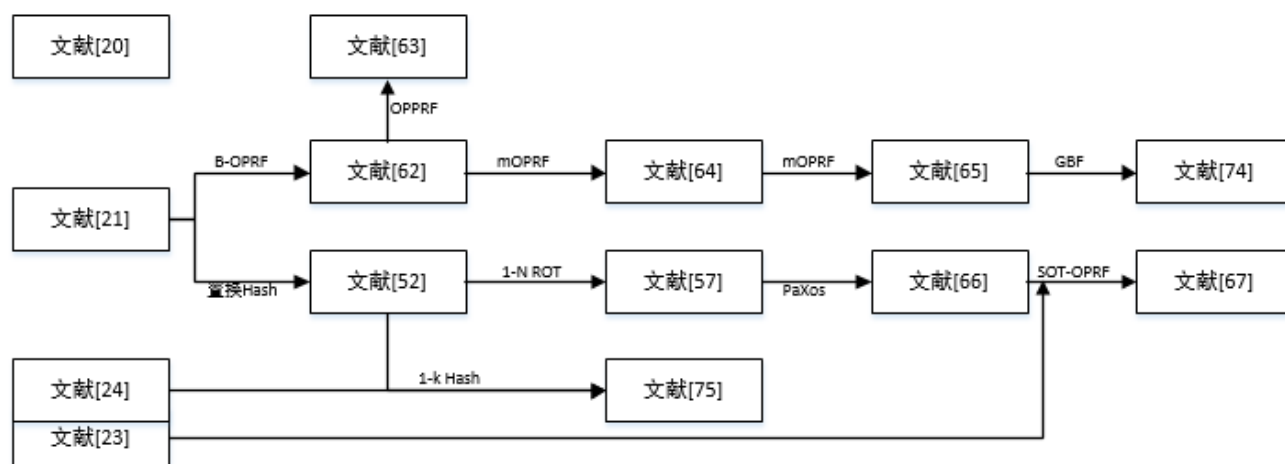 文献[20]
文献[63]
OPPRF
B-OPRF
文献[62]
mOPRF
文献[64]
mOPRF
文献[65]
GBF
文献[74]
文献[21]
置换Hash
文献[52]
1-N ROT
文献[57]
PaXos
文献[66]
SOT-OPRF
文献[67]
文献[24]
1-k Hash
文献[75]
文献[23]